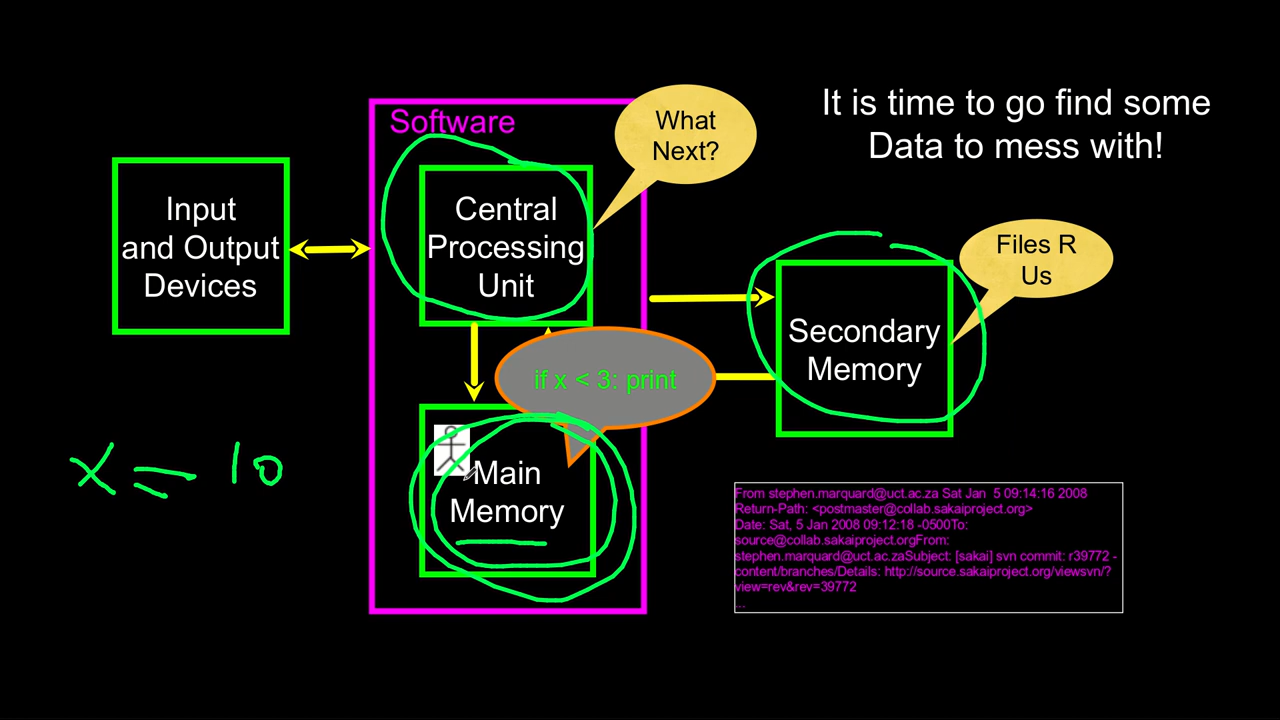 It is time to go find some
Data to mess with!
Software
What
Next?
Input
and Output
Devices
Central
Processing
Unit
Files R
Us
Secondary
Memory
if x < 3: print
Main
Memory
x = 10
From stephen.marquard@uct.ac.za Sat Jan  5 09:14:16 2008
Return-Path: <postmaster@collab.sakaiproject.org>
Date: Sat, 5 Jan 2008 09:12:18 -0500To:
source@collab.sakaiproject.orgFrom:
stephen.marquard@uct.ac.zaSubject: [sakai] svn commit: r39772 -
content/branches/Details: http://source.sakaiproject.org/viewsvn/?
view=rev&rev=39772
...